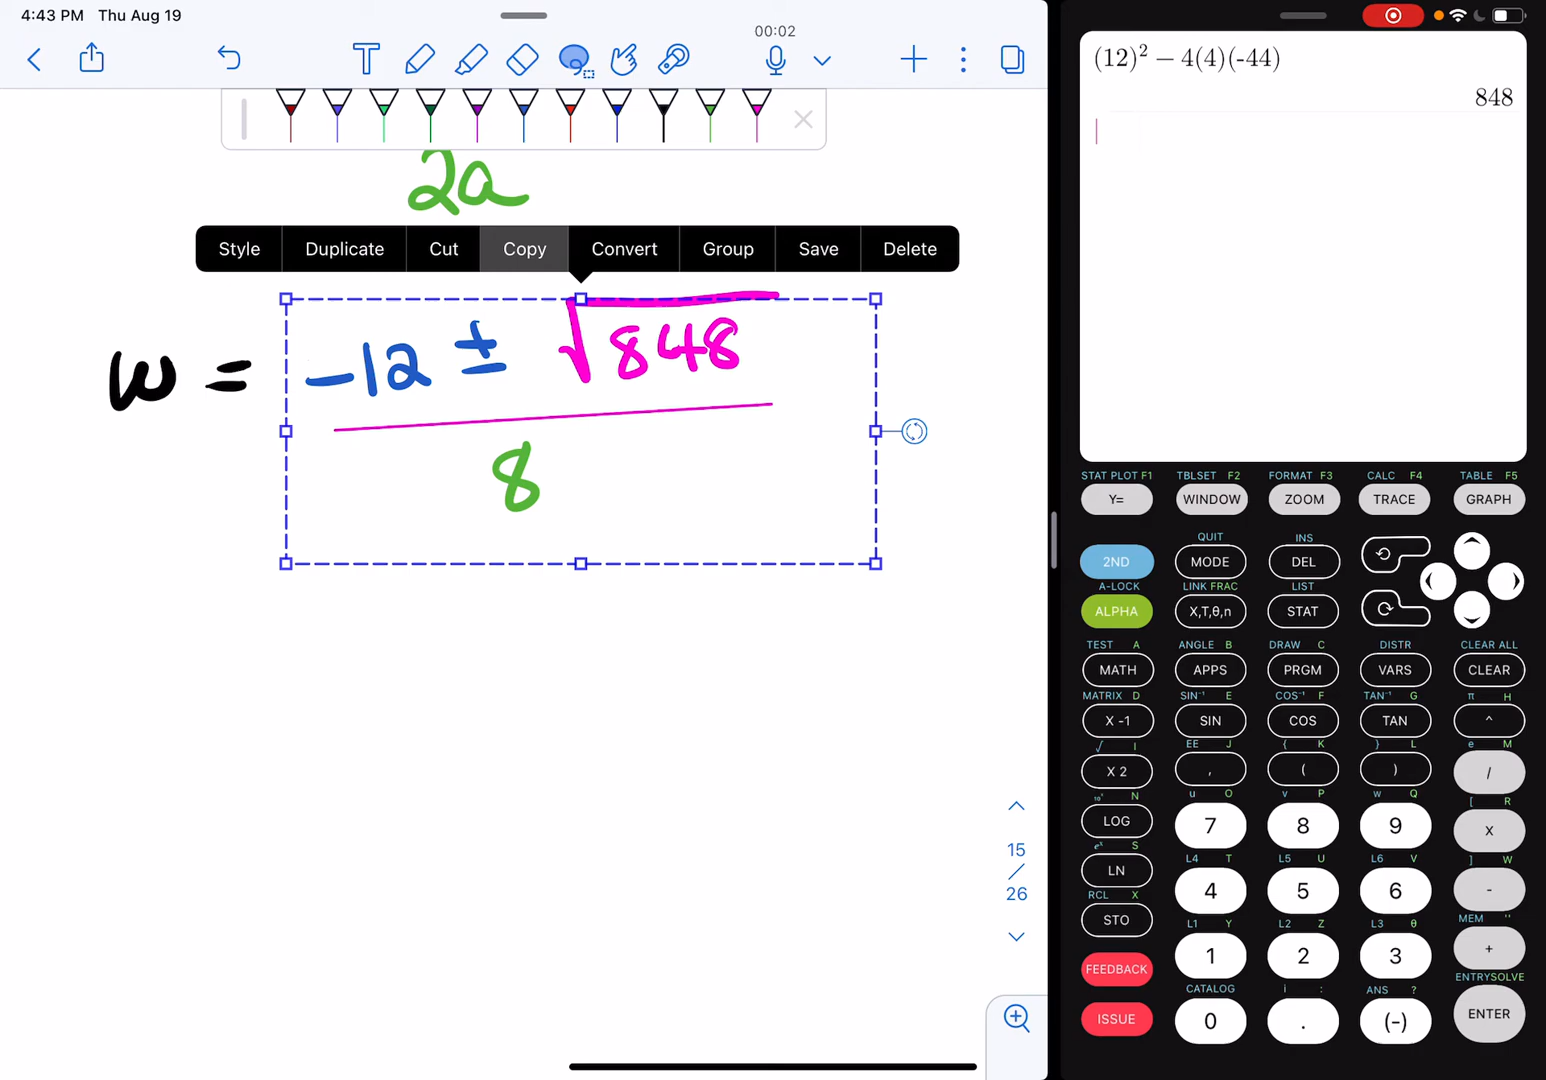 4:43 PM Thu Aug 19
00:02
2a
Style Duplicate Cut Copy Convert Group Save Delete
w = -12 ± √848
8
15
/
26
(12)² − 4(4)(-44)
848
STAT PLOT F1 TBLSET F2 FORMAT F3 CALC F4 TABLE F5
Y= WINDOW ZOOM TRACE GRAPH
QUIT INS
2ND MODE DEL
A-LOCK LINK FRAC LIST
ALPHA X,T,θ,n STAT
TEST A ANGLE B DRAW C DISTR CLEAR ALL
MATH APPS PRGM VARS CLEAR
MATRIX D SIN⁻¹ E COS⁻¹ F TAN⁻¹ G π H
X -1 SIN COS TAN ^
√ I EE J { K } L e M
X 2 , ( ) /
10ˣ N u O v P w Q [ R
LOG 7 8 9 X
eˣ S L4 T L5 U L6 V ] W
LN 4 5 6 -
RCL X L1 Y L2 Z L3 θ MEM "
STO 1 2 3 +
FEEDBACK
CATALOG i : ANS ? ENTRY SOLVE
ISSUE 0 . (-) ENTER